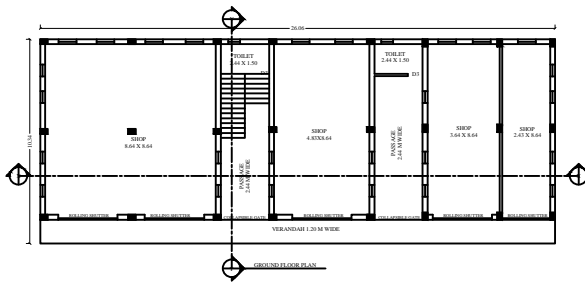 26.06
TOILET
2.44 X 1.50
TOILET
2.44 X 1.50
D3
10.34
SHOP
8.64 X 8.64
SHOP
4.83X8.64
SHOP
3.64 X 8.64
SHOP
2.43 X 8.64
PASSAGE
2.44 M WIDE
PASSAGE
2.44 M WIDE
ROLLING SHUTTER
ROLLING SHUTTER
COLLAPSIBLE GATE
ROLLING SHUTTER
COLLAPSIBLE GATE
ROLLING SHUTTER
ROLLING SHUTTER
VERANDAH 1.20 M WIDE
GROUND FLOOR PLAN